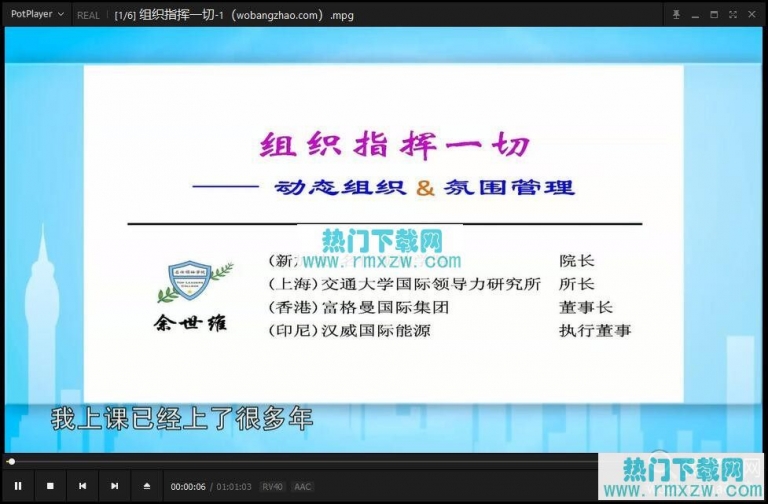 PotPlayer REAL [1/6] 组织指挥一切-1（wobangzhao.com）.mpg
组织指挥一切
—— 动态组织 & 氛围管理
热门下载网
www.rmxzw.com
(新 院长
(上海)交通大学国际领导力研究所 所长
(香港)富格曼国际集团 董事长
(印尼)汉威国际能源 执行董事
余世维
我上课已经上了很多年
00:00:06 / 01:01:03 RV40 AAC
热门下载网
www.rmxzw.com